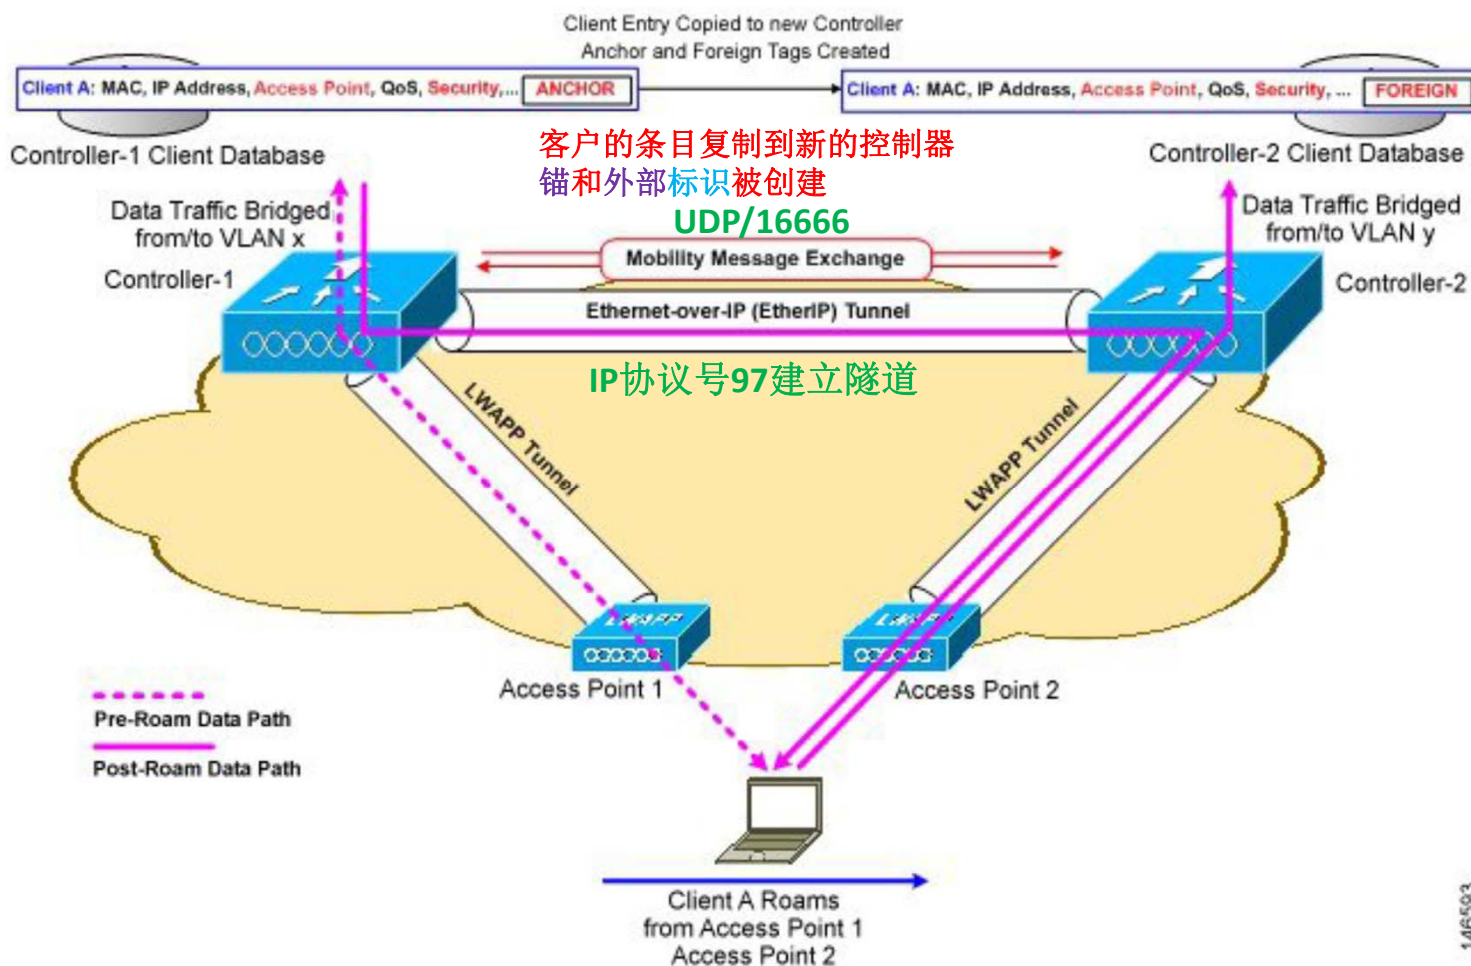 Client Entry Copied to new Controller
Anchor and Foreign Tags Created
Client A: MAC, IP Address, Access Point, QoS, Security,... ANCHOR
Client A: MAC, IP Address, Access Point, QoS, Security, ... FOREIGN
Controller-1 Client Database
Controller-2 Client Database
客户的条目复制到新的控制器
锚和外部标识被创建
UDP/16666
Data Traffic Bridged
from/to VLAN x
Data Traffic Bridged
from/to VLAN y
Mobility Message Exchange
Controller-1
Controller-2
Ethernet-over-IP (EtherIP) Tunnel
IP协议号97建立隧道
LWAPP Tunnel
LWAPP Tunnel
LWAPP
LWAPP
Access Point 1
Access Point 2
Pre-Roam Data Path
Post-Roam Data Path
Client A Roams
from Access Point 1
Access Point 2
146593